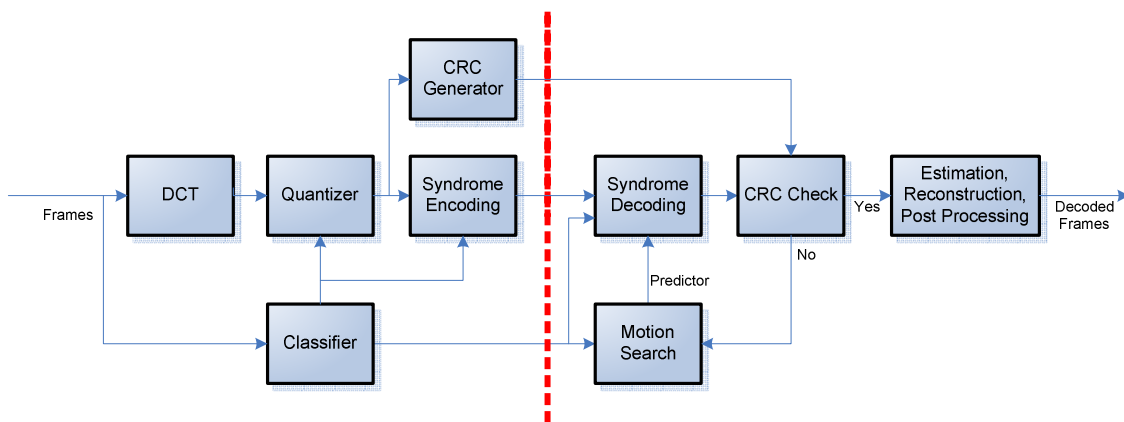 CRC
Generator
DCT
Quantizer
Syndrome
Encoding
Syndrome
Decoding
CRC Check
Estimation,
Reconstruction,
Post Processing
Frames
Yes
Decoded
Frames
No
Predictor
Classifier
Motion
Search